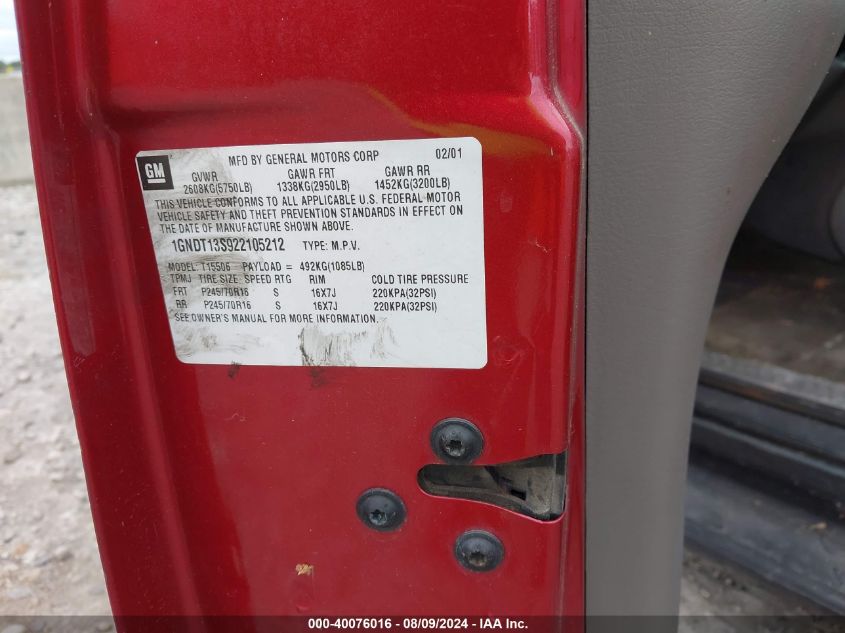 GM
MFD BY GENERAL MOTORS CORP 02/01
GVWR GAWR FRT GAWR RR
2608KG(5750LB) 1338KG(2950LB) 1452KG(3200LB)
THIS VEHICLE CONFORMS TO ALL APPLICABLE U.S. FEDERAL MOTOR
VEHICLE SAFETY AND THEFT PREVENTION STANDARDS IN EFFECT ON
THE DATE OF MANUFACTURE SHOWN ABOVE.
1GNDT13S922105212 TYPE: M.P.V.
MODEL: T15506 PAYLOAD = 492KG(1085LB)
TPMJ TIRE SIZE SPEED RTG RIM COLD TIRE PRESSURE
FRT P245/70R16 S 16X7J 220KPA(32PSI)
RR P245/70R16 S 16X7J 220KPA(32PSI)
SEE OWNER'S MANUAL FOR MORE INFORMATION.
000-40076016 - 08/09/2024 - IAA Inc.